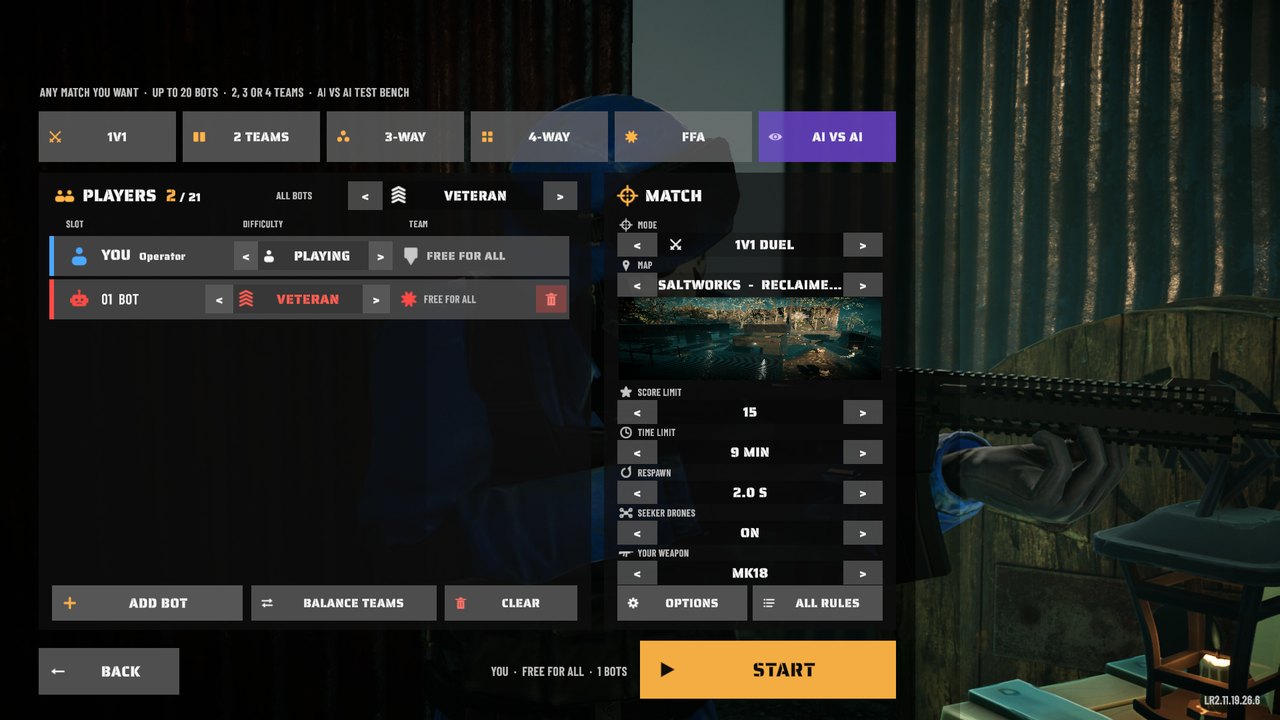 ANY MATCH YOU WANT · UP TO 20 BOTS · 2, 3 OR 4 TEAMS · AI VS AI TEST BENCH
1V1
2 TEAMS
3-WAY
4-WAY
FFA
AI VS AI
PLAYERS 2 / 21
ALL BOTS
< VETERAN >
SLOT
DIFFICULTY
TEAM
YOU Operator
< PLAYING >
FREE FOR ALL
01 BOT
< VETERAN >
FREE FOR ALL
ADD BOT
BALANCE TEAMS
CLEAR
MATCH
MODE
< 1V1 DUEL >
MAP
< SALTWORKS - RECLAIME... >
SCORE LIMIT
< 15 >
TIME LIMIT
< 9 MIN >
RESPAWN
< 2.0 S >
SEEKER DRONES
< ON >
YOUR WEAPON
< MK18 >
OPTIONS
ALL RULES
BACK
YOU · FREE FOR ALL · 1 BOTS
START
LR2.11.19.26.6